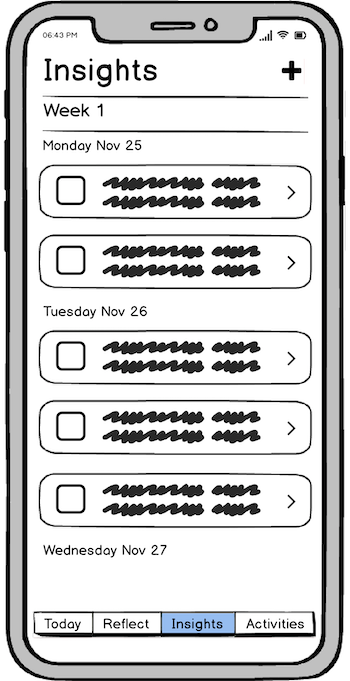 06:43 PM
Insights
Week 1
Monday Nov 25
Tuesday Nov 26
Wednesday Nov 27
Today Reflect Insights Activities